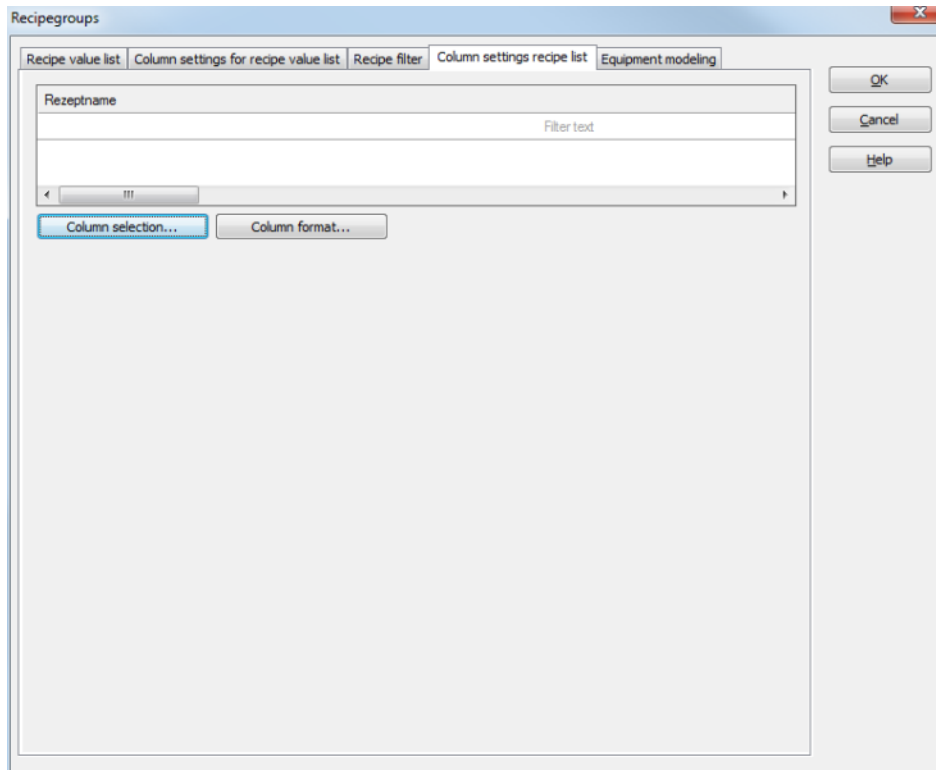 Recipegroups
Recipe value list Column settings for recipe value list Recipe filter Column settings recipe list Equipment modeling
OK
Rezeptname
Filter text
Cancel
Help
Column selection... Column format...